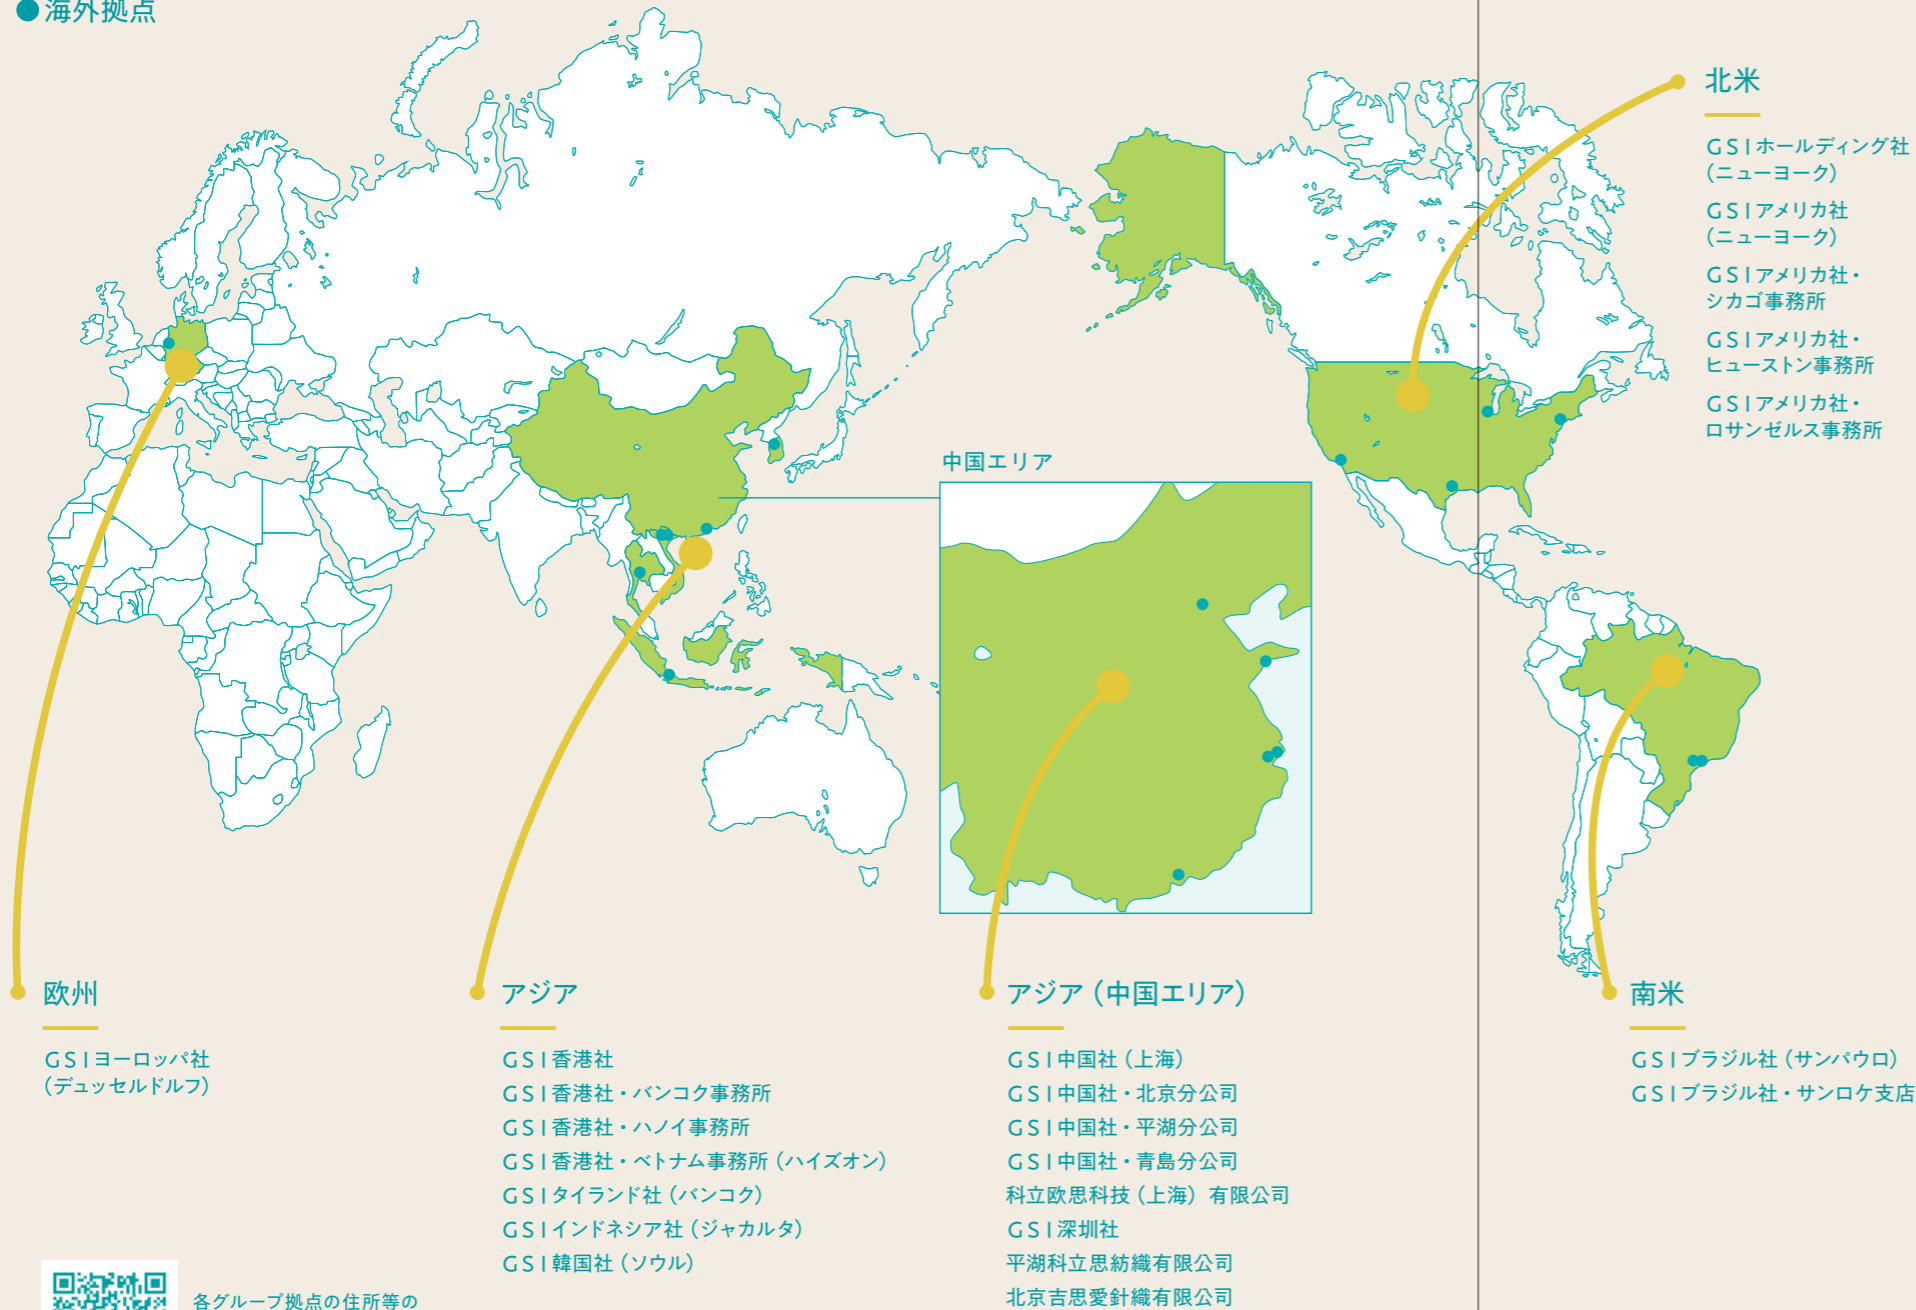 ●海外拠点
北米
GSIホールディング社
(ニューヨーク)
GSIアメリカ社
(ニューヨーク)
GSIアメリカ社・
シカゴ事務所
GSIアメリカ社・
ヒューストン事務所
GSIアメリカ社・
ロサンゼルス事務所
中国エリア
欧州
GSIヨーロッパ社
(デュッセルドルフ)
アジア
GSI香港社
GSI香港社・バンコク事務所
GSI香港社・ハノイ事務所
GSI香港社・ベトナム事務所(ハイズオン)
GSIタイランド社(バンコク)
GSIインドネシア社(ジャカルタ)
GSI韓国社(ソウル)
アジア(中国エリア)
GSI中国社(上海)
GSI中国社・北京分公司
GSI中国社・平湖分公司
GSI中国社・青島分公司
科立欧思科技(上海)有限公司
GSI深圳社
平湖科立思紡織有限公司
北京吉思愛針織有限公司
南米
GSIブラジル社(サンパウロ)
GSIブラジル社・サンロケ支店
各グループ拠点の住所等の